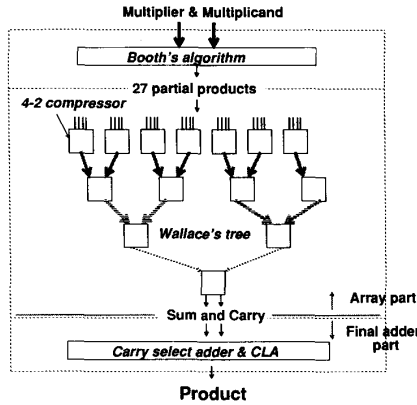 Multiplier & Multiplicand
Booth's algorithm
27 partial products
4-2 compressor
Wallace's tree
Array part
Sum and Carry
Final adder
part
Carry select adder & CLA
Product